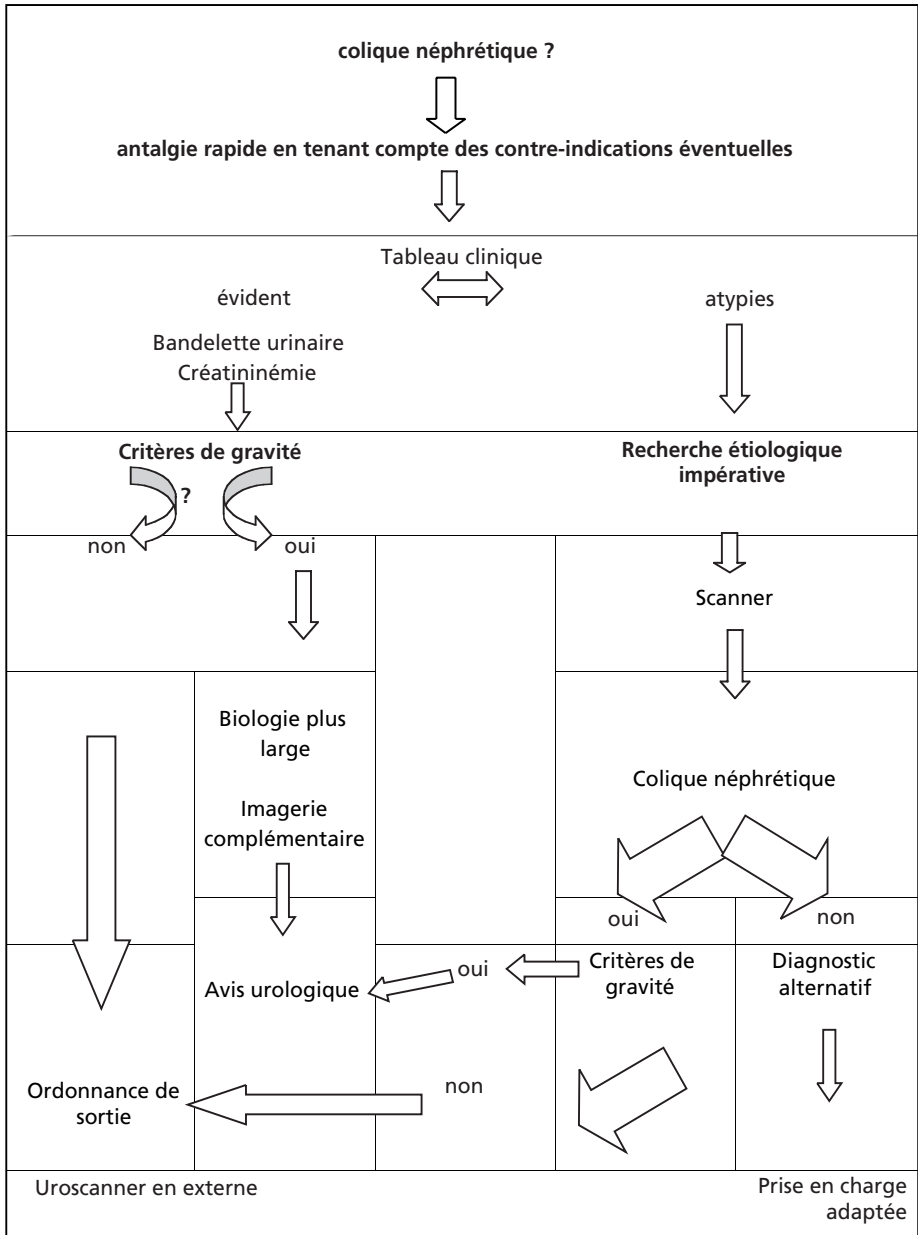 colique néphrétique ?
antalgie rapide en tenant compte des contre-indications éventuelles
Tableau clinique
évident
atypies
Bandelette urinaire
Créatininémie
Critères de gravité
?
non
oui
Recherche étiologique
impérative
Scanner
Biologie plus
large
Imagerie
complémentaire
Colique néphrétique
oui
non
Avis urologique
oui
Critères de
gravité
Diagnostic
alternatif
Ordonnance de
sortie
non
Uroscanner en externe
Prise en charge
adaptée